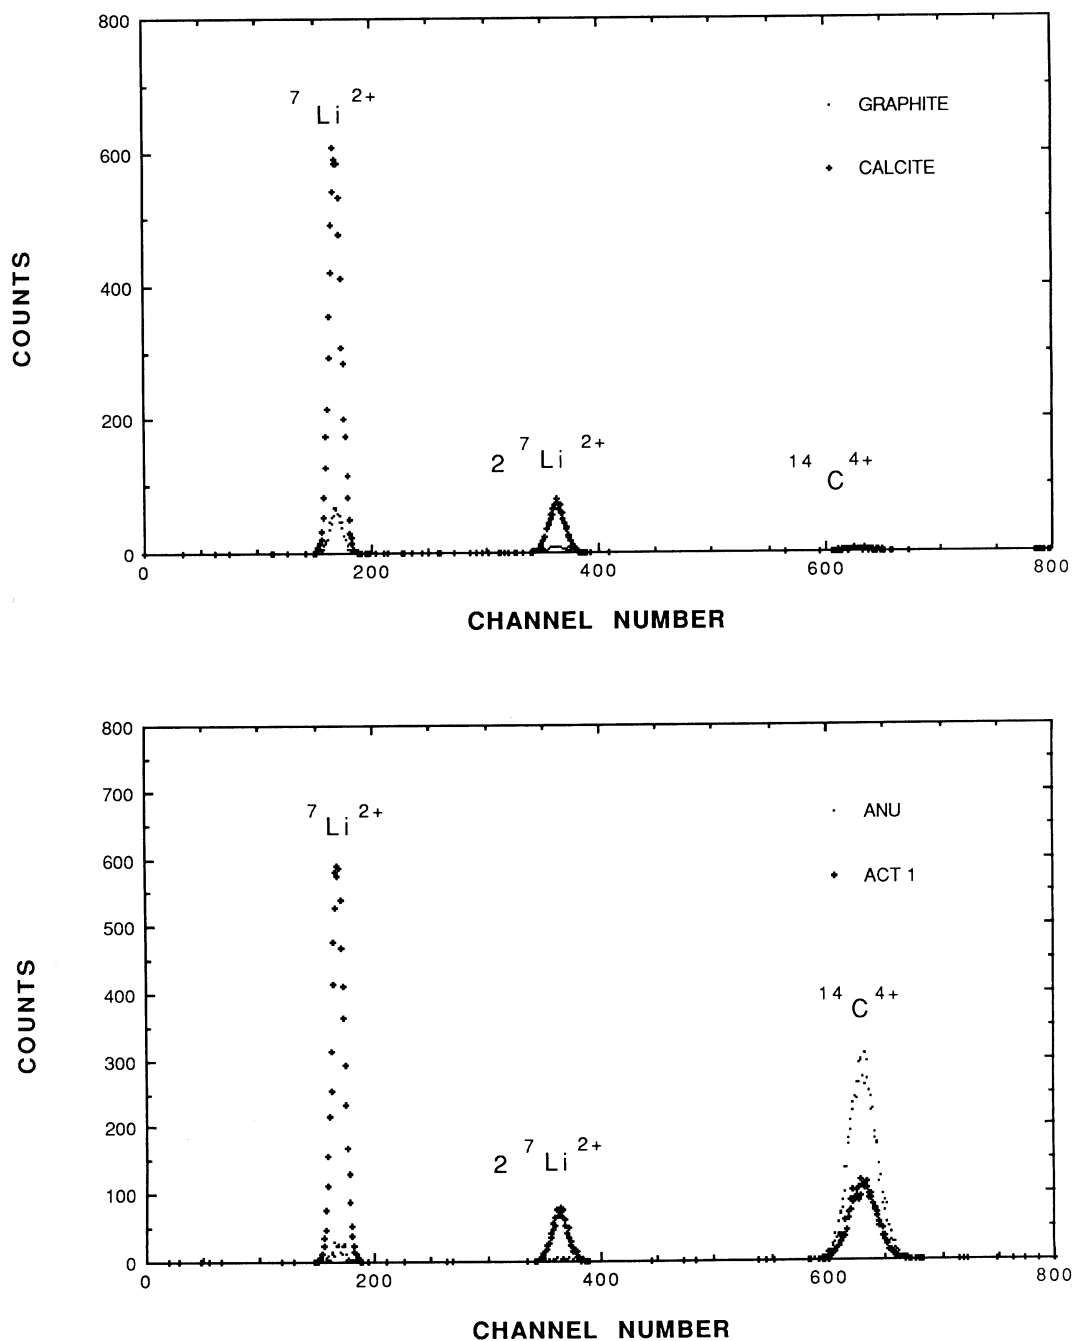 800
600
400
200
0
COUNTS
7 Li 2+
2 7 Li 2+
14 C 4+
GRAPHITE
CALCITE
0 200 400 600 800
CHANNEL NUMBER
800
700
600
500
400
300
200
100
0
COUNTS
7 Li 2+
2 7 Li 2+
14 C 4+
ANU
ACT 1
0 200 400 600 800
CHANNEL NUMBER